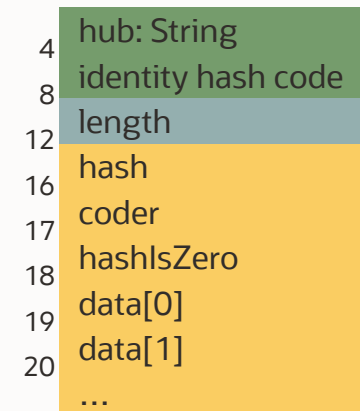 hub: String
4
identity hash code
8
length
12
hash
16
coder
17
hashIsZero
18
data[0]
19
data[1]
20
...